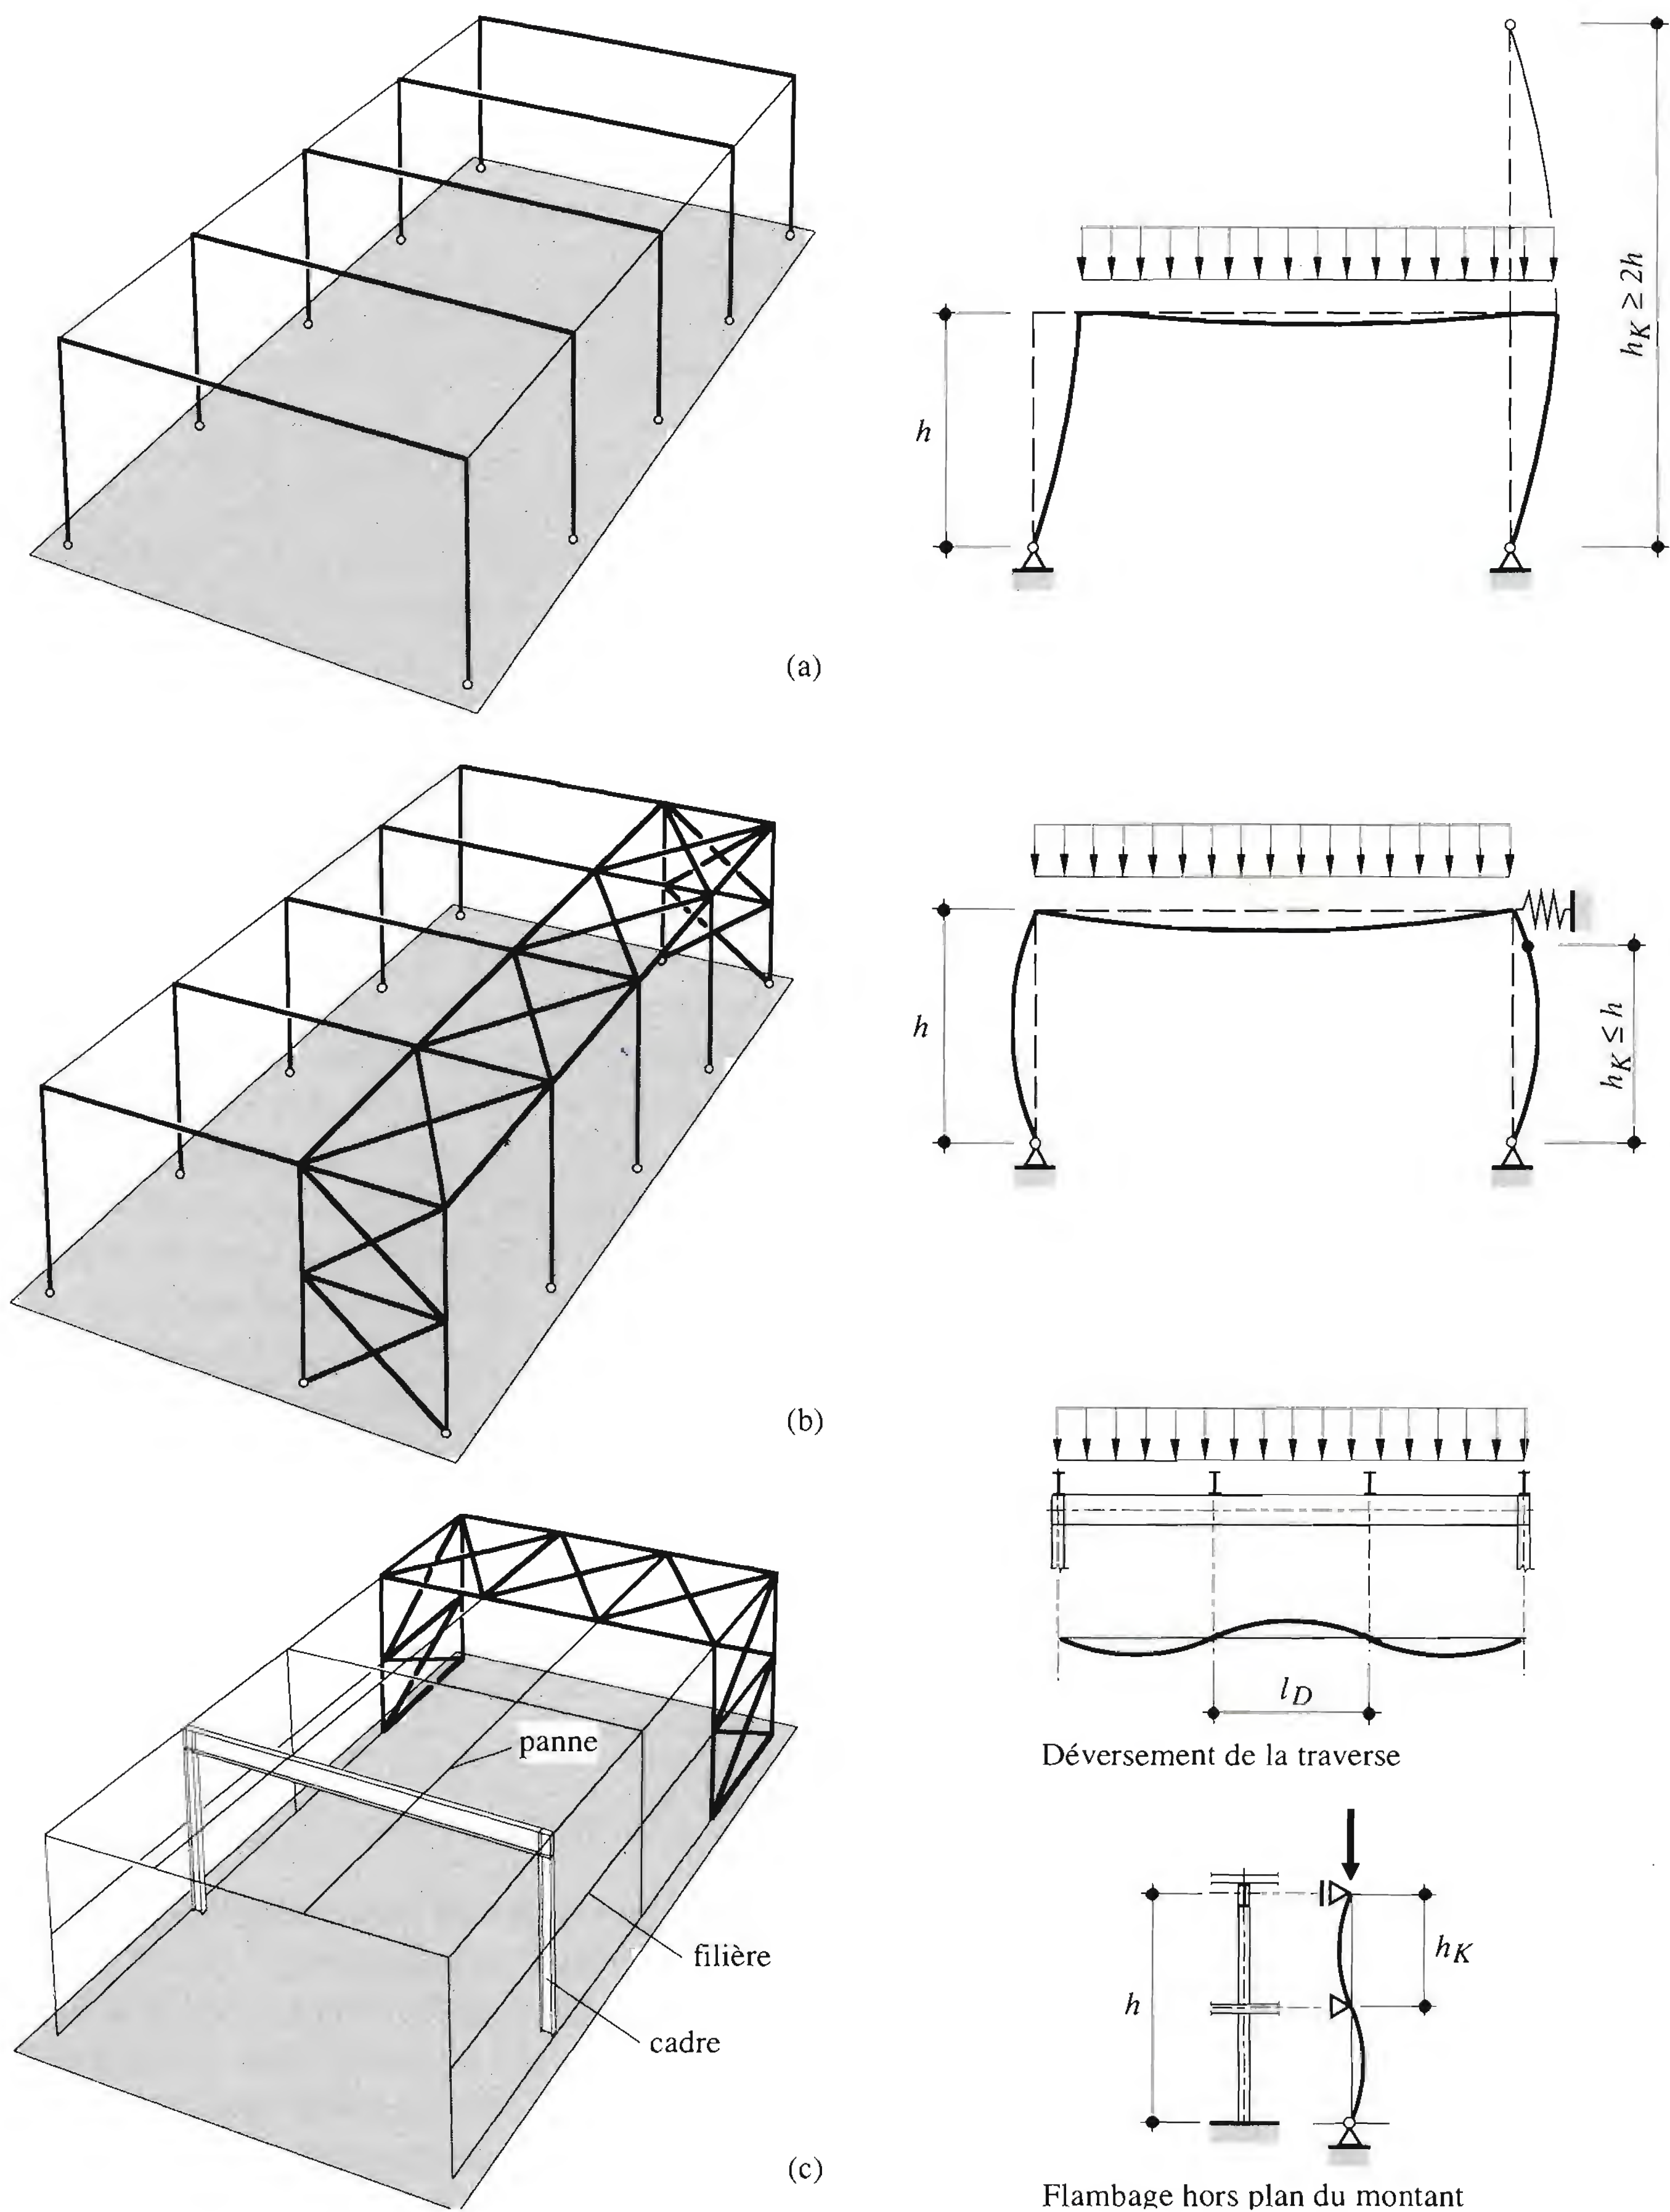 h
h_K ≥ 2h
(a)
h
h_K ≤ h
(b)
l_D
Déversement de la traverse
panne
filière
cadre
h
h_K
(c)
Flambage hors plan du montant